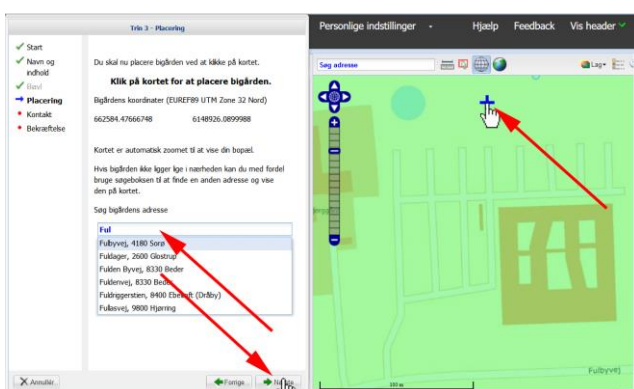 Trin 3 - Placering
Personlige indstillinger - Hjælp Feedback Vis header
Start
Navn og indhold
Placering
Kontakt
Bekræftelse
Du skal nu placere bigården ved at klikke på kortet.
Klik på kortet for at placere bigården.
Bigårdens koordinater (EUREF89 UTM Zone 32 Nord)
662584.47666748 6148926.0899988
Kortet er automatisk zoomet til at vise din bopæl.
Hvis bigården ikke ligger lige i nærheden kan du med fordel
bruge søgeboksen til at finde en anden adresse og vise
den på kortet.
Søg bigårdens adresse
Ful
Fulbyvej, 4180 Sorø
Fuldager, 2600 Glostrup
Fulden Byvej, 8330 Beder
Fuldenvej, 8330 Beder
Fuldriggerstien, 8400 Ebeltoft (Dråby)
Fullasvej, 9800 Hjørring
Annullér
Forrige
Søg adresse
Lag
Fulbyvej
100 m